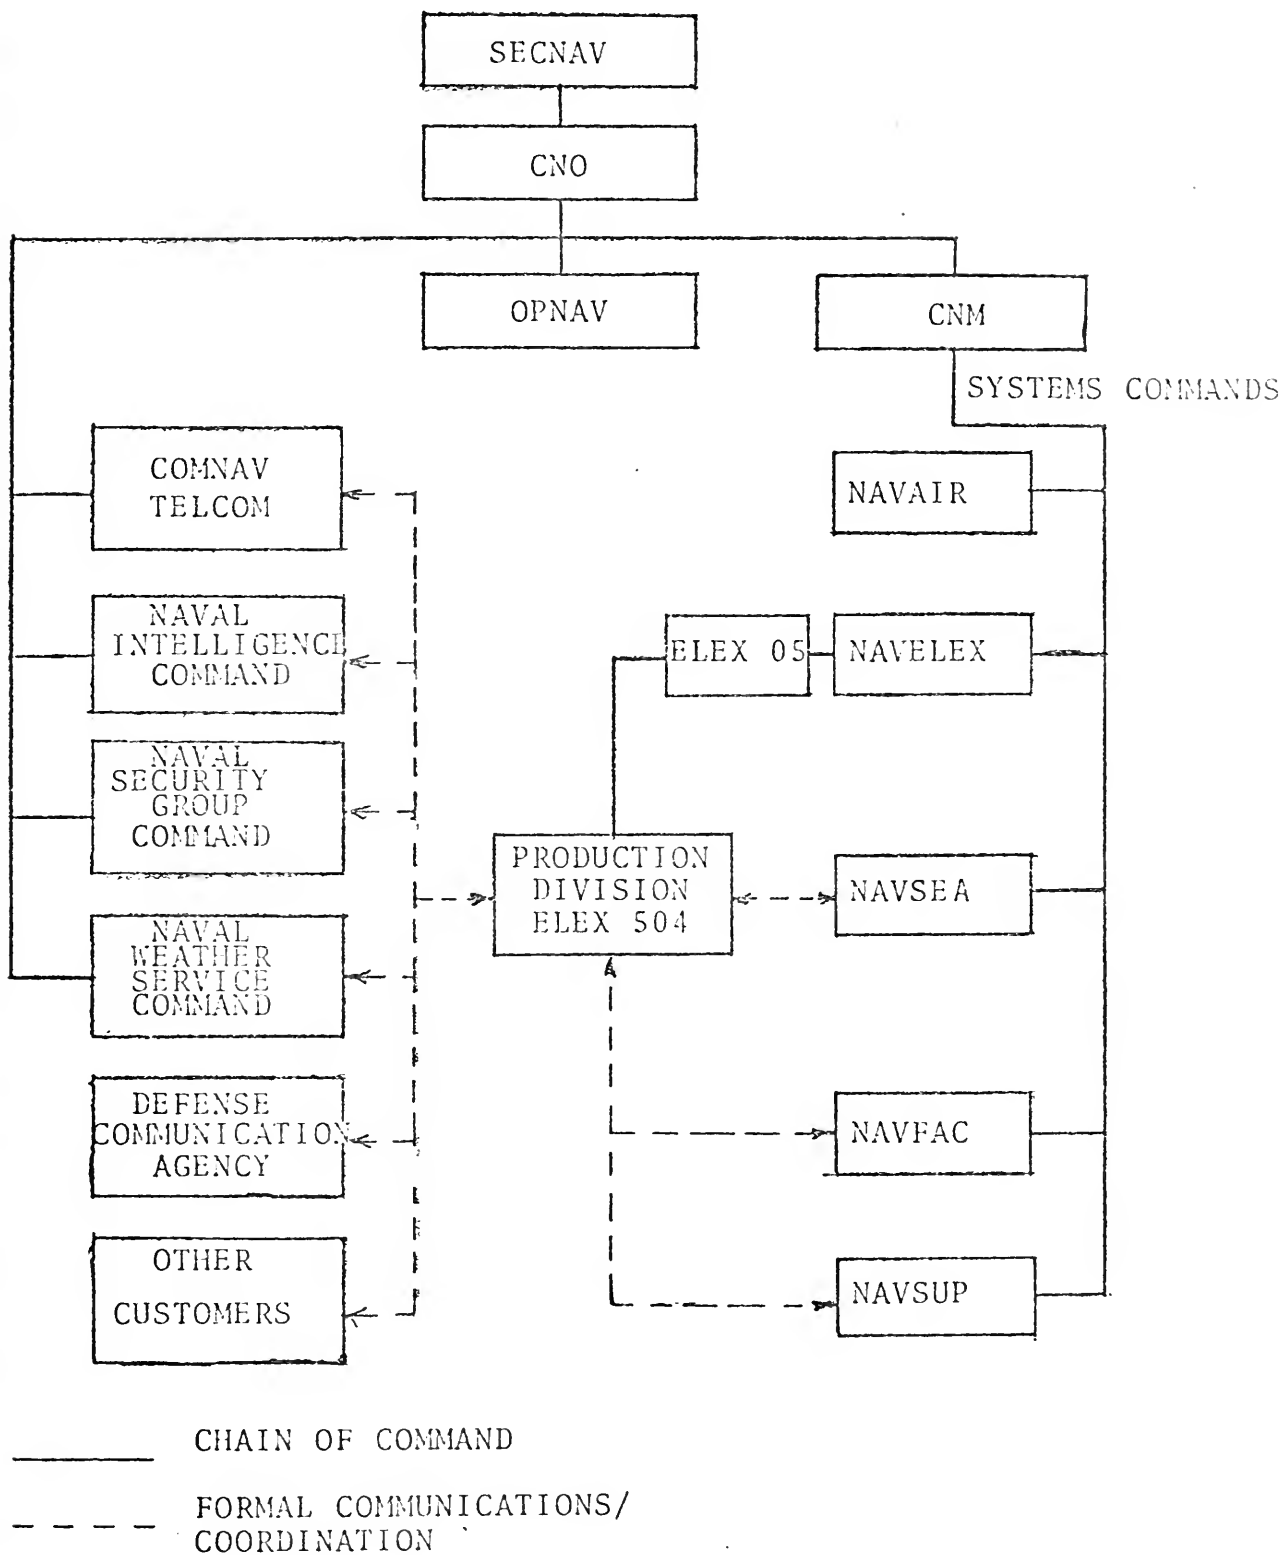 SECNAV
CNO
OPNAV
CNM
SYSTEMS COMMANDS
COMNAV
TELCOM
NAVAIR
NAVAL
INTELLIGENCE
COMMAND
ELEX 05
NAVELEX
NAVAL
SECURITY
GROUP
COMMAND
PRODUCTION
DIVISION
ELEX 504
NAVSEA
NAVAL
WEATHER
SERVICE
COMMAND
DEFENSE
COMMUNICATION
AGENCY
NAVFAC
OTHER
CUSTOMERS
NAVSUP
CHAIN OF COMMAND
FORMAL COMMUNICATIONS/
COORDINATION